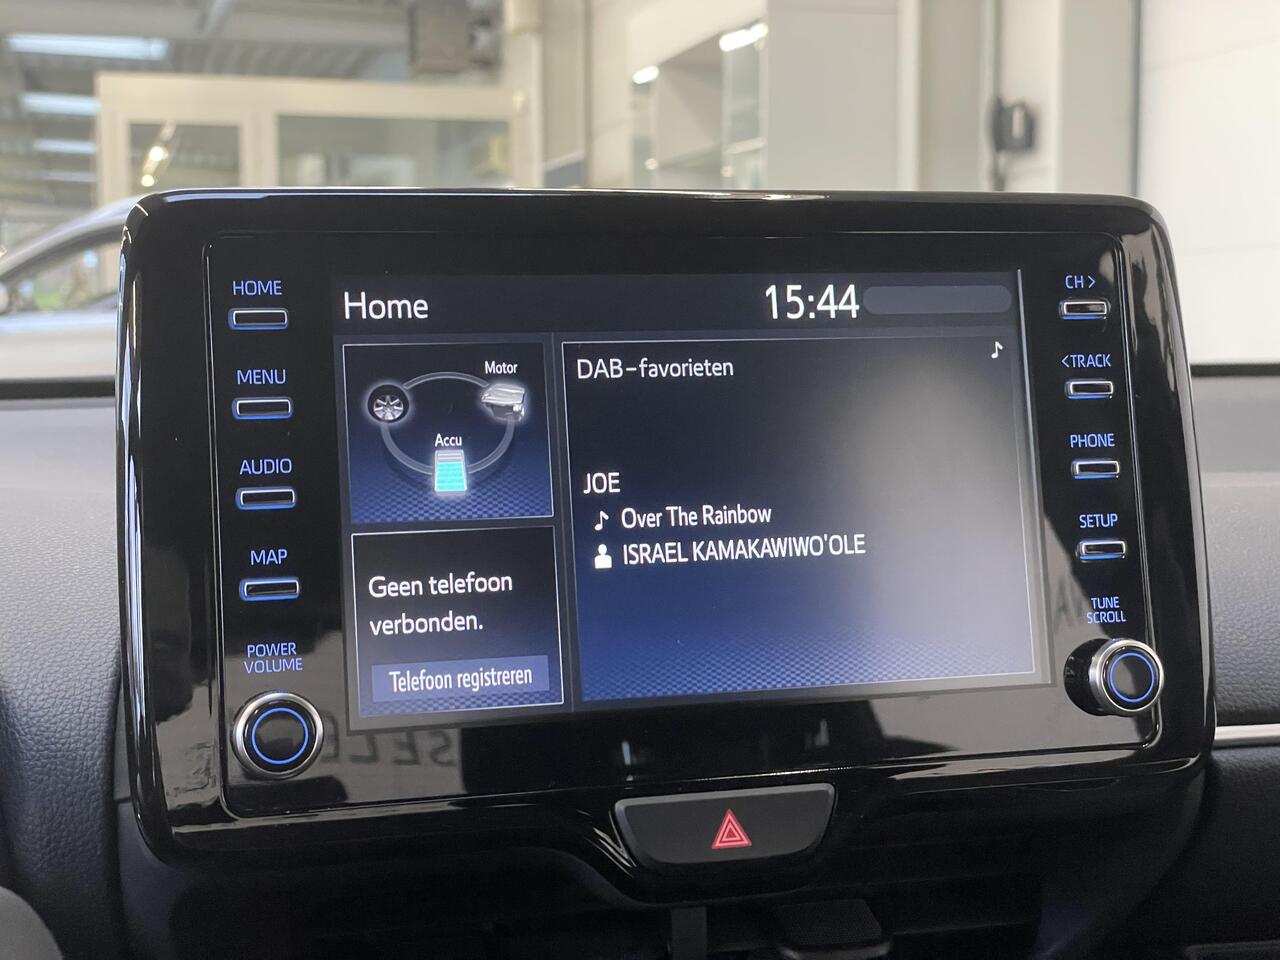 HOME
MENU
AUDIO
MAP
POWER
VOLUME
Home
15:44
Motor
Accu
Geen telefoon
verbonden.
Telefoon registreren
DAB-favorieten
JOE
Over The Rainbow
ISRAEL KAMAKAWIWO'OLE
CH >
<TRACK
PHONE
SETUP
TUNE
SCROLL